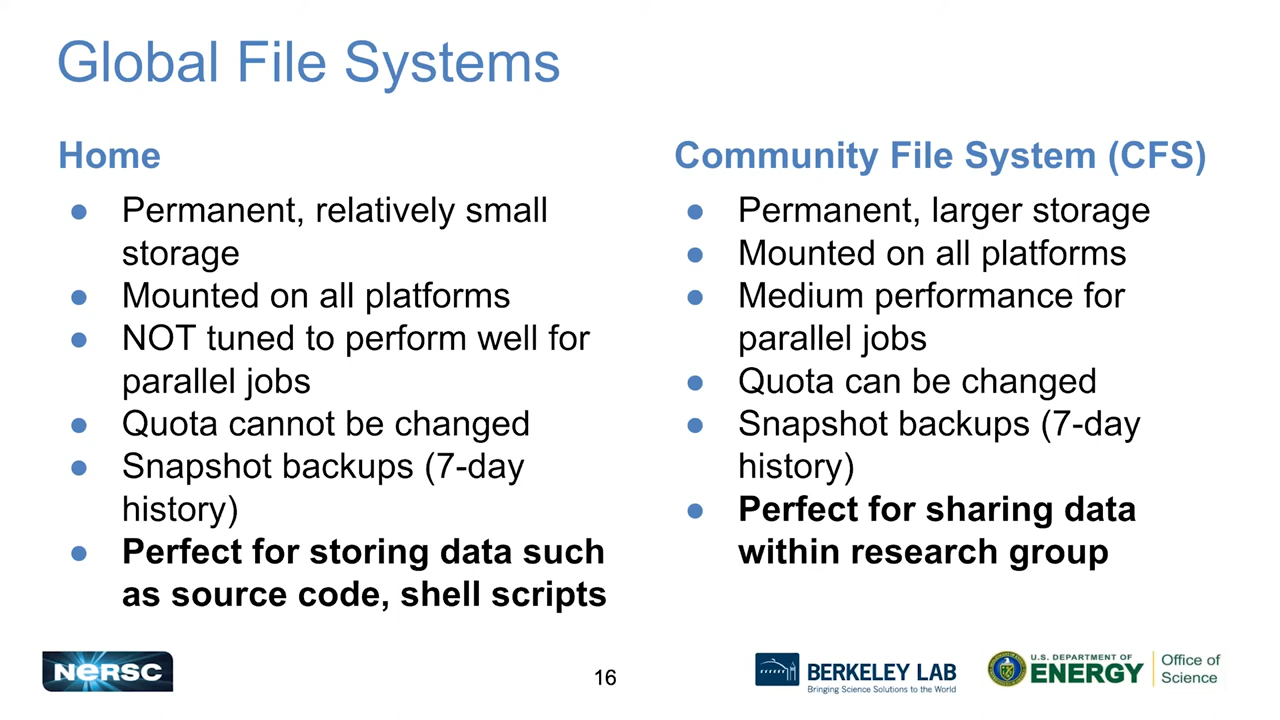 Global File Systems
Home
● Permanent, relatively small
storage
● Mounted on all platforms
● NOT tuned to perform well for
parallel jobs
● Quota cannot be changed
● Snapshot backups (7-day
history)
● Perfect for storing data such
as source code, shell scripts
Community File System (CFS)
● Permanent, larger storage
● Mounted on all platforms
● Medium performance for
parallel jobs
● Quota can be changed
● Snapshot backups (7-day
history)
● Perfect for sharing data
within research group
NERSC
16
BERKELEY LAB
Bringing Science Solutions to the World
U.S. DEPARTMENT OF
ENERGY
Office of
Science